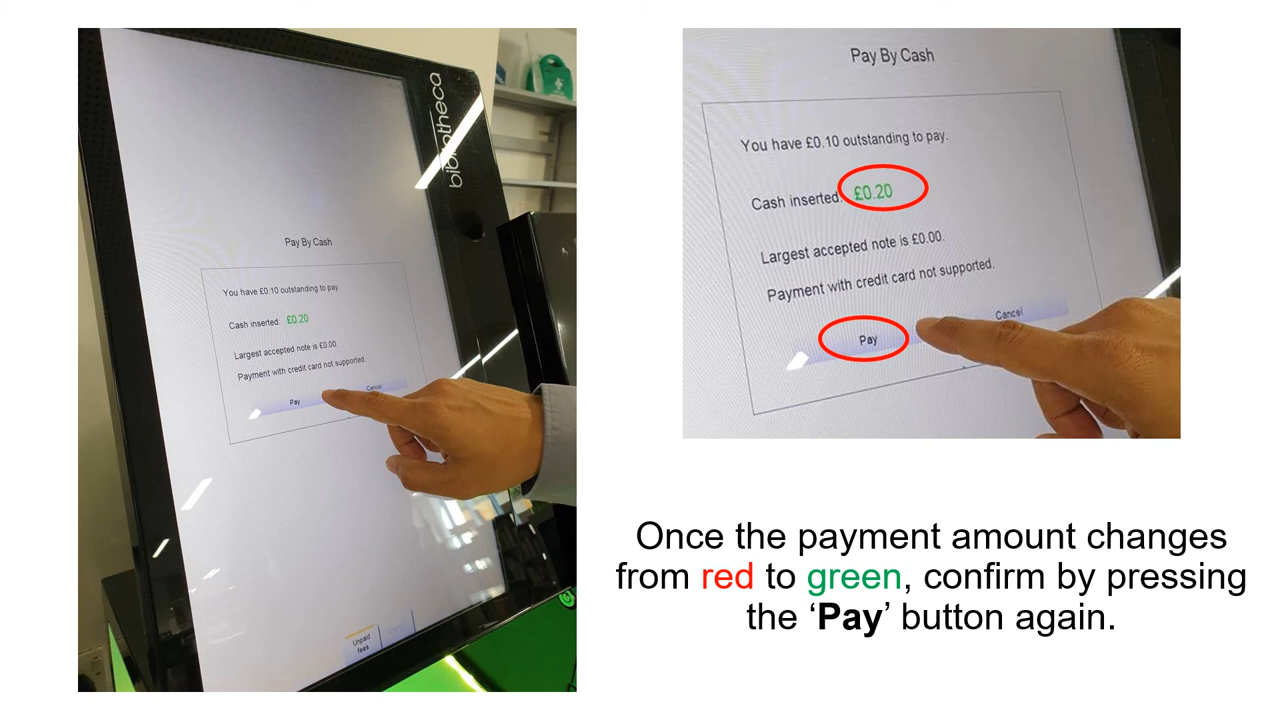 bibliotheca
Pay By Cash
You have £0.10 outstanding to pay.
Cash inserted: £0.20
Largest accepted note is £0.00.
Payment with credit card not supported.
Pay Cancel
Unpaid
fees
Pay By Cash
You have £0.10 outstanding to pay.
Cash inserted: £0.20
Largest accepted note is £0.00.
Payment with credit card not supported.
Pay Cancel
Once the payment amount changes
from red to green, confirm by pressing
the ‘Pay’ button again.